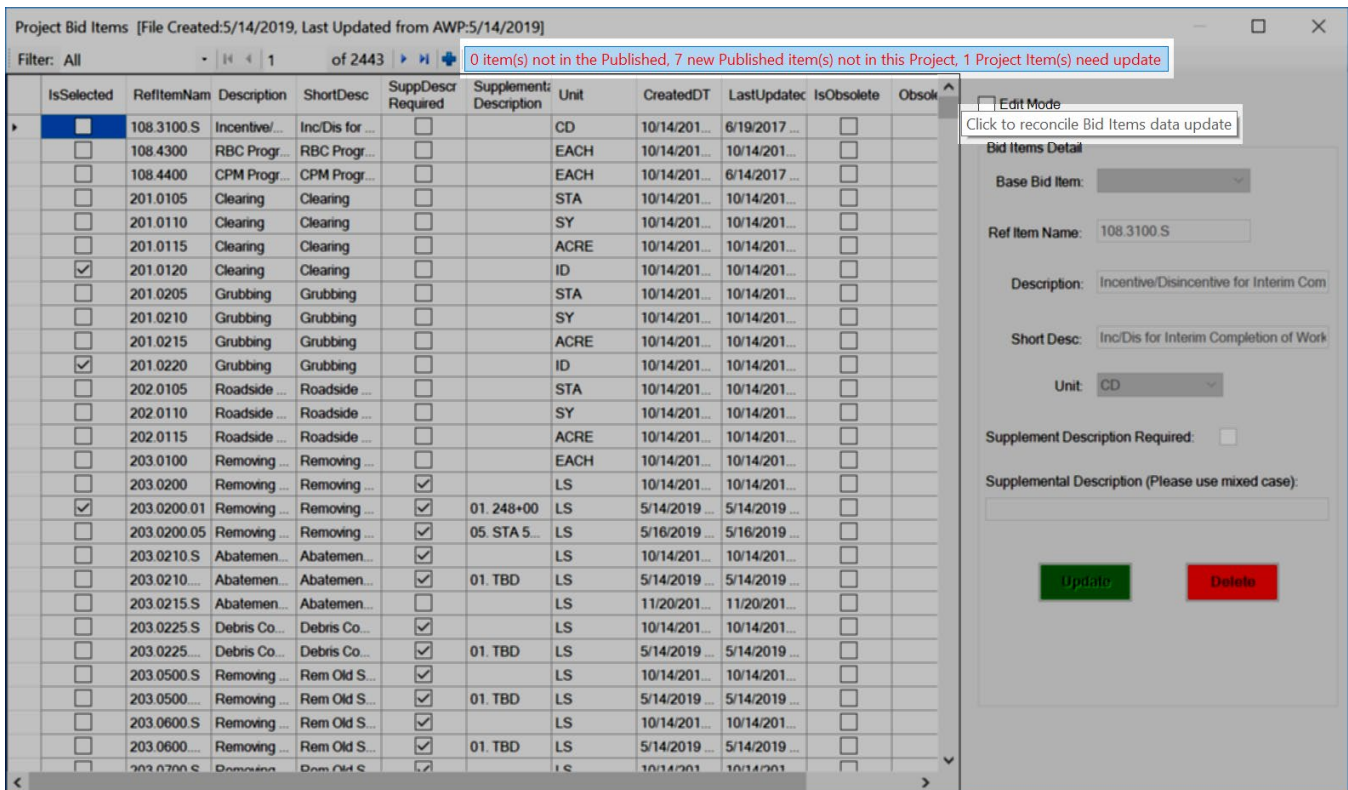 Project Bid Items [File Created:5/14/2019, Last Updated from AWP:5/14/2019]
Filter: All 1 of 2443 0 item(s) not in the Published, 7 new Published item(s) not in this Project, 1 Project Item(s) need update
IsSelected RefItemNam Description ShortDesc SuppDescr Required Supplementa Description Unit CreatedDT LastUpdatec IsObsolete Obsole
108.3100.S Incentive/... Inc/Dis for ... CD 10/14/201... 6/19/2017 ...
108.4300 RBC Progr... RBC Progr... EACH 10/14/201... 10/14/201...
108.4400 CPM Progr... CPM Progr... EACH 10/14/201... 6/14/2017 ...
201.0105 Clearing Clearing STA 10/14/201... 10/14/201...
201.0110 Clearing Clearing SY 10/14/201... 10/14/201...
201.0115 Clearing Clearing ACRE 10/14/201... 10/14/201...
201.0120 Clearing Clearing ID 10/14/201... 10/14/201...
201.0205 Grubbing Grubbing STA 10/14/201... 10/14/201...
201.0210 Grubbing Grubbing SY 10/14/201... 10/14/201...
201.0215 Grubbing Grubbing ACRE 10/14/201... 10/14/201...
201.0220 Grubbing Grubbing ID 10/14/201... 10/14/201...
202.0105 Roadside ... Roadside ... STA 10/14/201... 10/14/201...
202.0110 Roadside ... Roadside ... SY 10/14/201... 10/14/201...
202.0115 Roadside ... Roadside ... ACRE 10/14/201... 10/14/201...
203.0100 Removing ... Removing ... EACH 10/14/201... 10/14/201...
203.0200 Removing ... Removing ... LS 10/14/201... 10/14/201...
203.0200.01 Removing ... Removing ... 01. 248+00 LS 5/14/2019 ... 5/14/2019 ...
203.0200.05 Removing ... Removing ... 05. STA 5... LS 5/16/2019 ... 5/16/2019 ...
203.0210.S Abatemen... Abatemen... LS 10/14/201... 10/14/201...
203.0210.... Abatemen... Abatemen... 01. TBD LS 5/14/2019 ... 5/14/2019 ...
203.0215.S Abatemen... Abatemen... LS 11/20/201... 11/20/201...
203.0225.S Debris Co... Debris Co... LS 10/14/201... 10/14/201...
203.0225.... Debris Co... Debris Co... 01. TBD LS 5/14/2019 ... 5/14/2019 ...
203.0500.S Removing ... Rem Old S... LS 10/14/201... 10/14/201...
203.0500.... Removing ... Rem Old S... 01. TBD LS 5/14/2019 ... 5/14/2019 ...
203.0600.S Removing ... Rem Old S... LS 10/14/201... 10/14/201...
203.0600.... Removing ... Rem Old S... 01. TBD LS 5/14/2019 ... 5/14/2019 ...
203.0700.S Removing Rem Old S LS 10/14/201 10/14/201
Edit Mode
Click to reconcile Bid Items data update
Bid Items Detail
Base Bid Item:
Ref Item Name: 108.3100.S
Description: Incentive/Disincentive for Interim Com
Short Desc: Inc/Dis for Interim Completion of Work
Unit: CD
Supplement Description Required:
Supplemental Description (Please use mixed case):
Update Delete